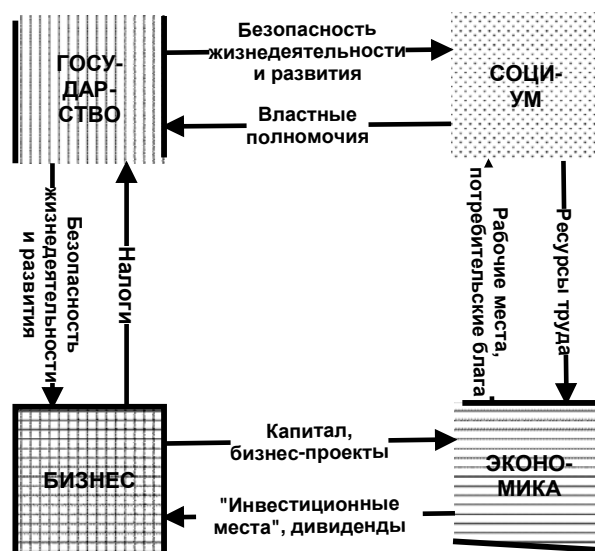 ГОСУ-
ДАР-
СТВО
Безопасность
жизнедеятельности
и развития
СОЦИ-
УМ
Властные
полномочия
Безопасность
жизнедеятельности
и развития
Налоги
Рабочие места,
потребительские блага
Ресурсы труда
БИЗНЕС
Капитал,
бизнес-проекты
ЭКОНО-
МИКА
"Инвестиционные
места", дивиденды